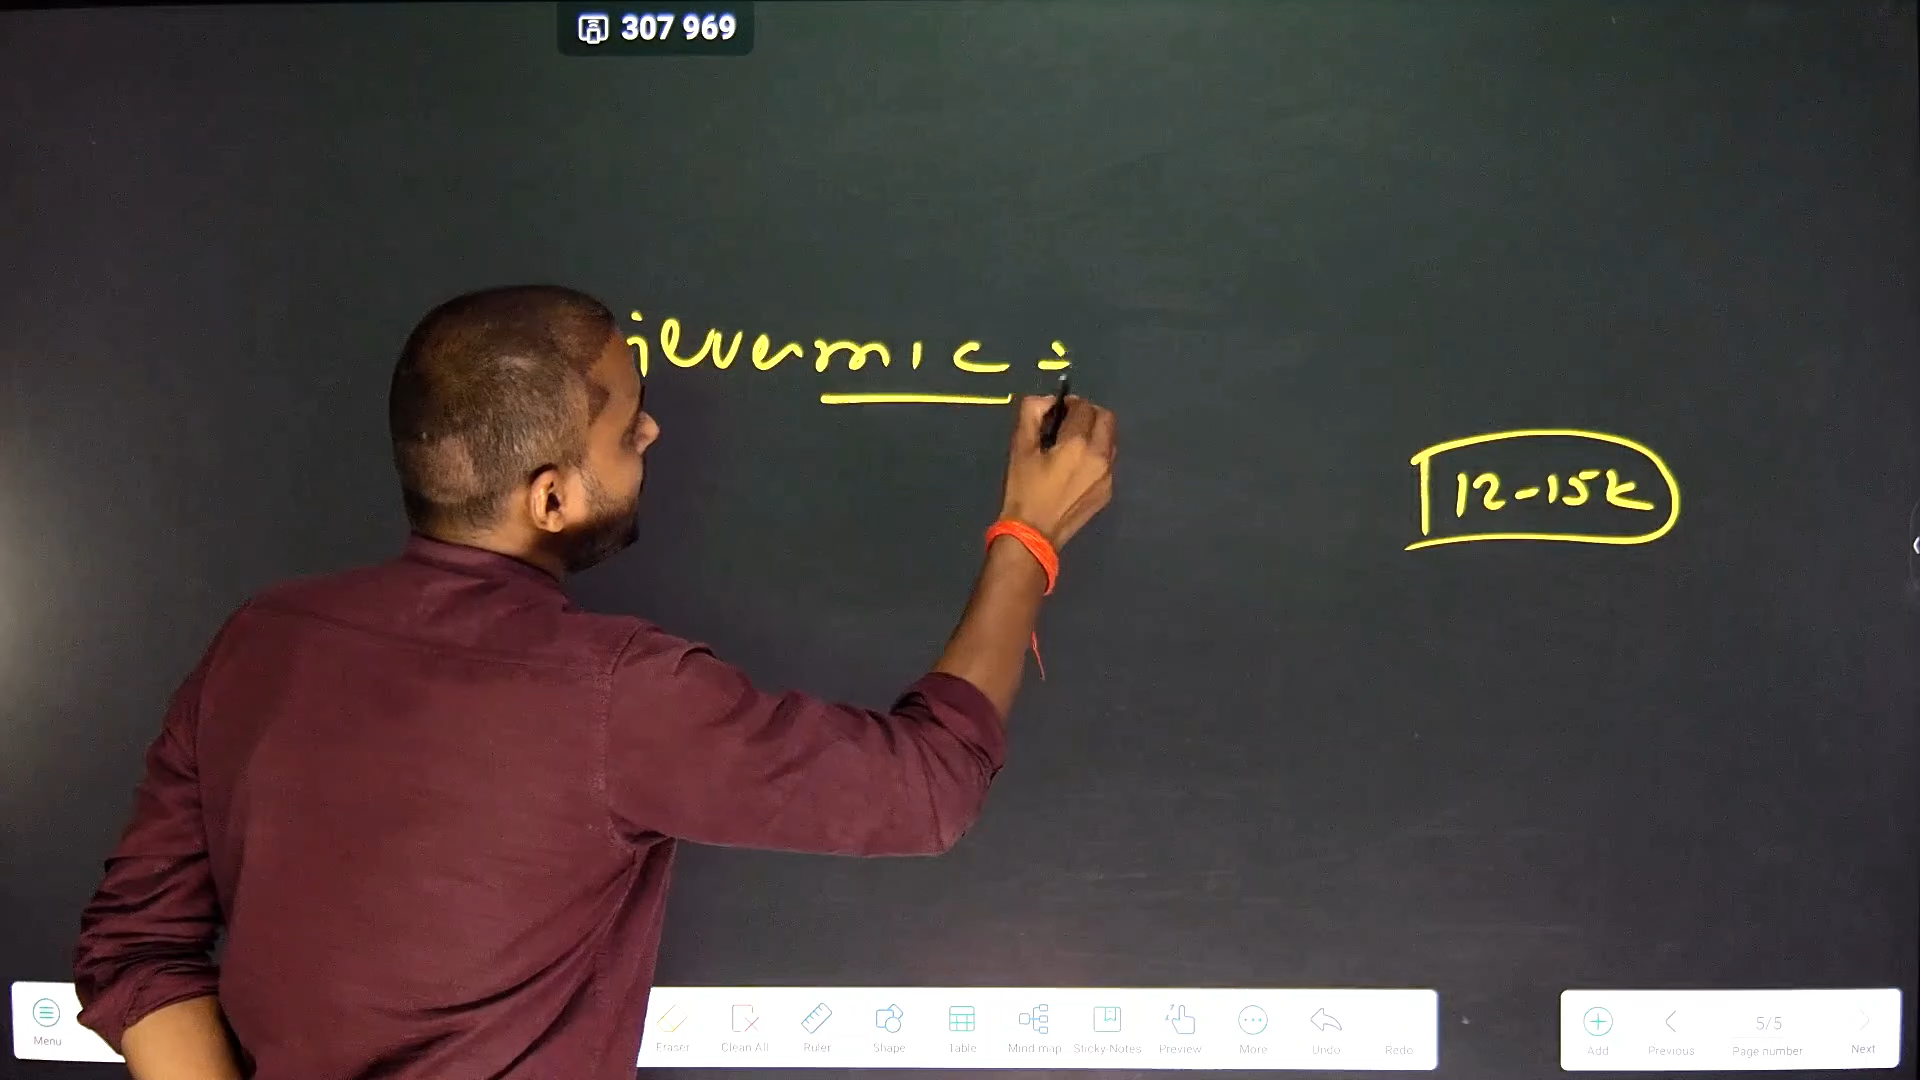 307 969
jevermic =
12-15k
Menu
Eraser Clean All Ruler Shape Table Mind map Sticky Notes Preview More Undo Redo
Add Previous 5/5 Page number Next